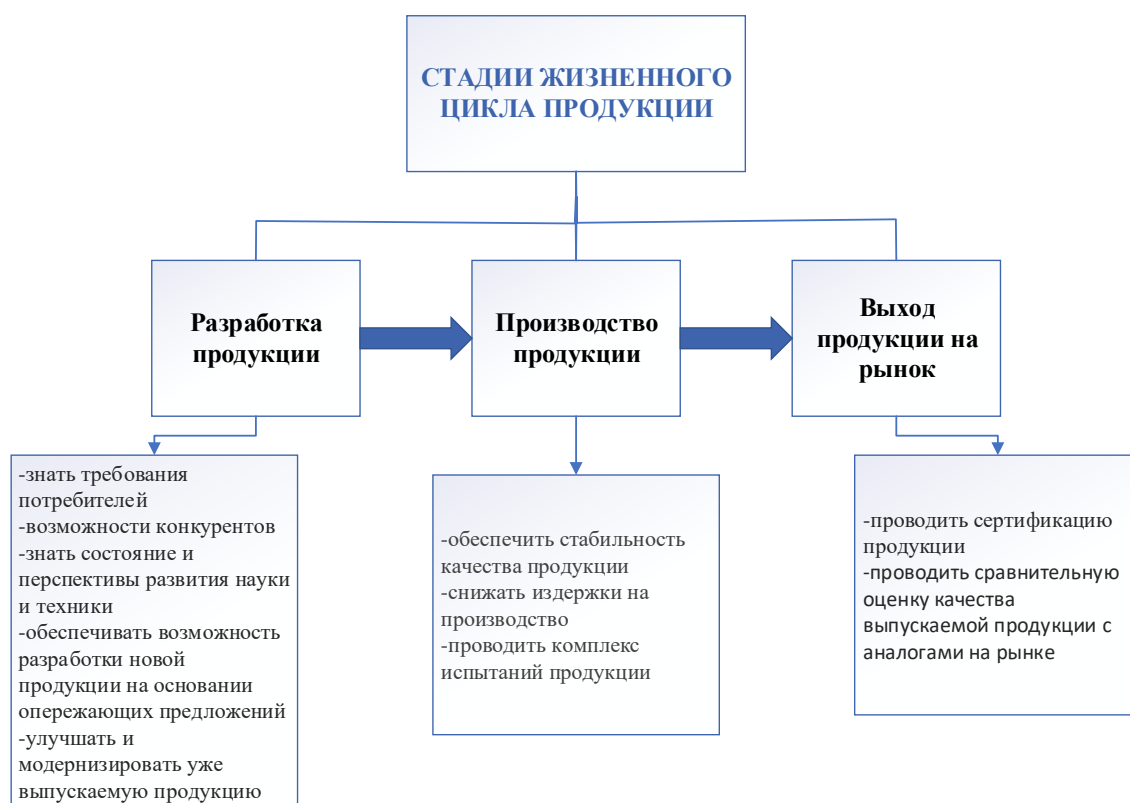 СТАДИИ ЖИЗНЕННОГО
ЦИКЛА ПРОДУКЦИИ
Разработка
продукции
Производство
продукции
Выход
продукции на
рынок
-знать требования
потребителей
-возможности конкурентов
-знать состояние и
перспективы развития науки
и техники
-обеспечивать возможность
разработки новой
продукции на основании
опережающих предложений
-улучшать и
модернизировать уже
выпускаемую продукцию
-обеспечить стабильность
качества продукции
-снижать издержки на
производство
-проводить комплекс
испытаний продукции
-проводить сертификацию
продукции
-проводить сравнительную
оценку качества
выпускаемой продукции с
аналогами на рынке